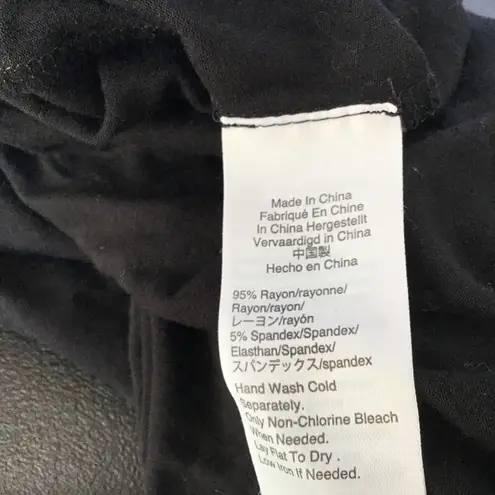 Made In China
Fabriqué En Chine
In China Hergestellt
Vervaardigd in China
中国製
Hecho en China
95% Rayon/rayonne/
Rayon/rayon/
レーヨン/rayón
5% Spandex/Spandex/
Elasthan/Spandex/
スパンデックス/spandex
Hand Wash Cold
Separately.
Only Non-Chlorine Bleach
When Needed.
Lay Flat To Dry .
Low Iron If Needed.